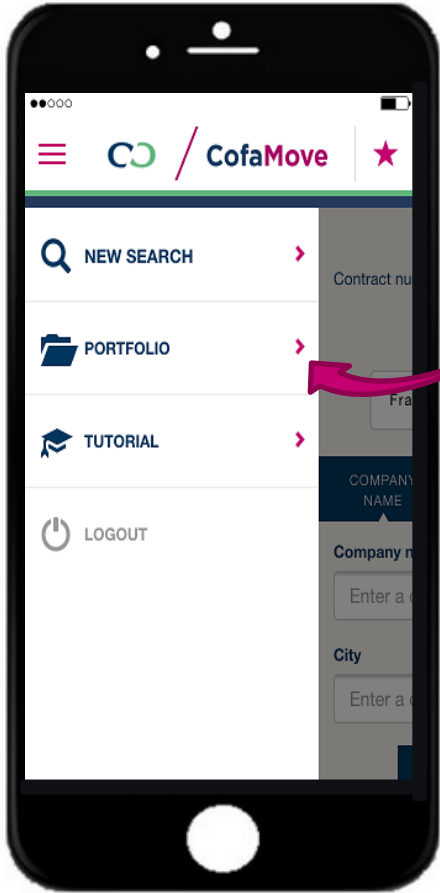 CofaMove
NEW SEARCH
Contract nu
PORTFOLIO
Fra
TUTORIAL
COMPANY
NAME
LOGOUT
Company n
Enter a
City
Enter a